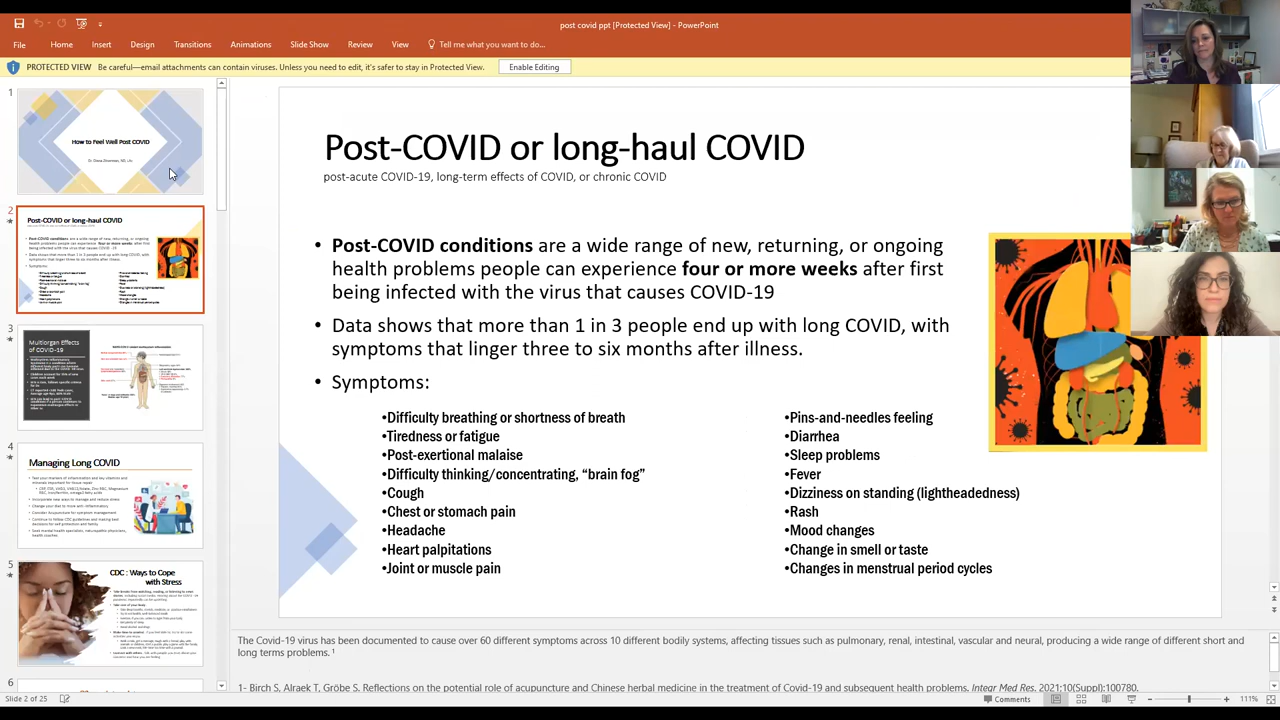 post covid ppt [Protected View] - PowerPoint
File Home Insert Design Transitions Animations Slide Show Review View Tell me what you want to do...
PROTECTED VIEW Be careful—email attachments can contain viruses. Unless you need to edit, it's safer to stay in Protected View. Enable Editing
1
How to Feel Well Post COVID
2
Post-COVID or long-haul COVID
3
Multiorgan Effects
of COVID-19
4
Managing Long COVID
5
CDC : Ways to Cope
with Stress
6
Post-COVID or long-haul COVID
post-acute COVID-19, long-term effects of COVID, or chronic COVID
• Post-COVID conditions are a wide range of new, returning, or ongoing
health problems people can experience four or more weeks after first
being infected with the virus that causes COVID-19
• Data shows that more than 1 in 3 people end up with long COVID, with
symptoms that linger three to six months after illness.
• Symptoms:
•Difficulty breathing or shortness of breath
•Tiredness or fatigue
•Post-exertional malaise
•Difficulty thinking/concentrating, “brain fog”
•Cough
•Chest or stomach pain
•Headache
•Heart palpitations
•Joint or muscle pain
•Pins-and-needles feeling
•Diarrhea
•Sleep problems
•Fever
•Dizziness on standing (lightheadedness)
•Rash
•Mood changes
•Change in smell or taste
•Changes in menstrual period cycles
The Covid-19 virus has been documented to cause over 60 different symptoms across 10 different bodily systems, affecting tissues such as pulmonary, renal, intestinal, vascular and neural, producing a wide range of different short and
long terms problems.¹
1- Birch S, Alraek T, Gröbe S. Reflections on the potential role of acupuncture and Chinese herbal medicine in the treatment of Covid-19 and subsequent health problems. Integr Med Res. 2021;10(Suppl):100780.
Slide 2 of 25 Comments 111%